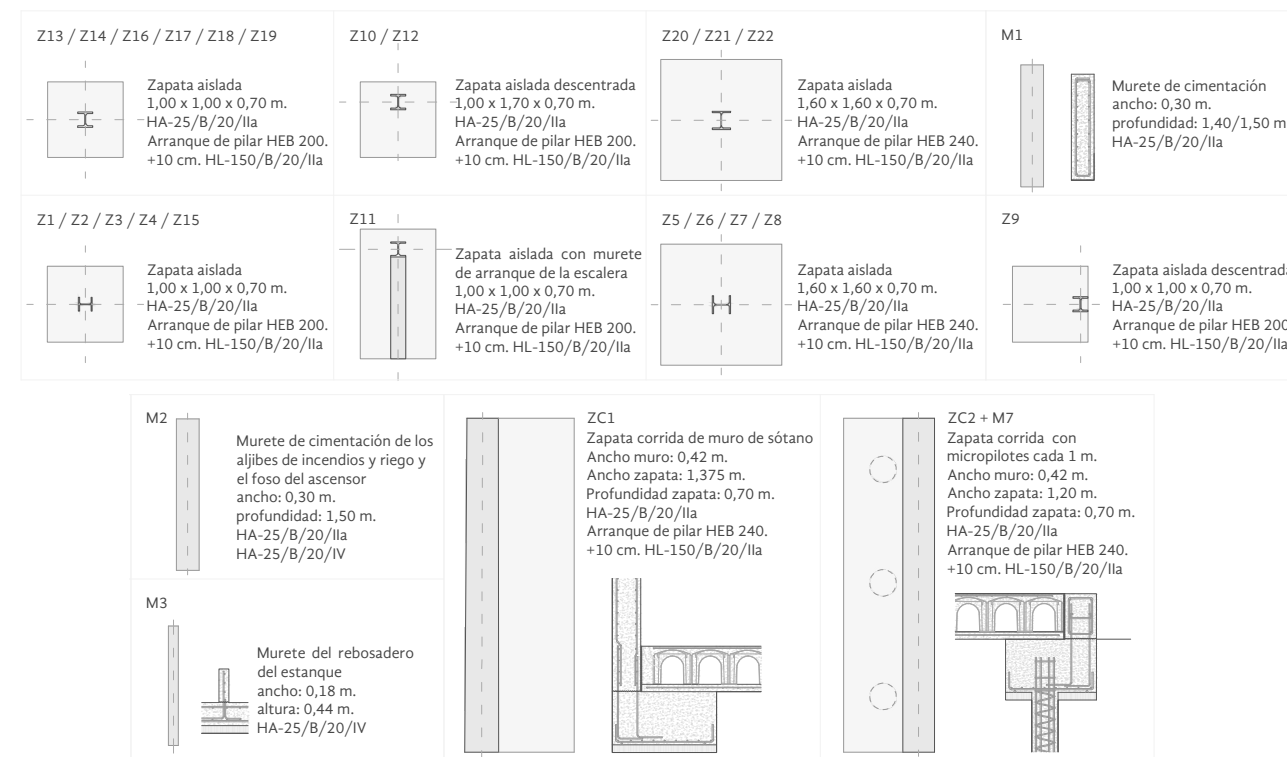 Z13 / Z14 / Z16 / Z17 / Z18 / Z19
Zapata aislada
1,00 x 1,00 x 0,70 m.
HA-25/B/20/IIa
Arranque de pilar HEB 200.
+10 cm. HL-150/B/20/IIa
Z10 / Z12
Zapata aislada descentrada
1,00 x 1,70 x 0,70 m.
HA-25/B/20/IIa
Arranque de pilar HEB 200.
+10 cm. HL-150/B/20/IIa
Z20 / Z21 / Z22
Zapata aislada
1,60 x 1,60 x 0,70 m.
HA-25/B/20/IIa
Arranque de pilar HEB 240.
+10 cm. HL-150/B/20/IIa
M1
Murete de cimentación
ancho: 0,30 m.
profundidad: 1,40/1,50 m
HA-25/B/20/IIa
Z1 / Z2 / Z3 / Z4 / Z15
Zapata aislada
1,00 x 1,00 x 0,70 m.
HA-25/B/20/IIa
Arranque de pilar HEB 200.
+10 cm. HL-150/B/20/IIa
Z11
Zapata aislada con murete
de arranque de la escalera
1,00 x 1,00 x 0,70 m.
HA-25/B/20/IIa
Arranque de pilar HEB 200.
+10 cm. HL-150/B/20/IIa
Z5 / Z6 / Z7 / Z8
Zapata aislada
1,60 x 1,60 x 0,70 m.
HA-25/B/20/IIa
Arranque de pilar HEB 240.
+10 cm. HL-150/B/20/IIa
Z9
Zapata aislada descentrada
1,00 x 1,00 x 0,70 m.
HA-25/B/20/IIa
Arranque de pilar HEB 200
+10 cm. HL-150/B/20/IIa
M2
Murete de cimentación de los
aljibes de incendios y riego y
el foso del ascensor
ancho: 0,30 m.
profundidad: 1,50 m.
HA-25/B/20/IIa
HA-25/B/20/IV
M3
Murete del rebosadero
del estanque
ancho: 0,18 m.
altura: 0,44 m.
HA-25/B/20/IV
ZC1
Zapata corrida de muro de sótano
Ancho muro: 0,42 m.
Ancho zapata: 1,375 m.
Profundidad zapata: 0,70 m.
HA-25/B/20/IIa
Arranque de pilar HEB 240.
+10 cm. HL-150/B/20/IIa
ZC2 + M7
Zapata corrida con
micropilotes cada 1 m.
Ancho muro: 0,42 m.
Ancho zapata: 1,20 m.
Profundidad zapata: 0,70 m.
HA-25/B/20/IIa
Arranque de pilar HEB 240.
+10 cm. HL-150/B/20/IIa